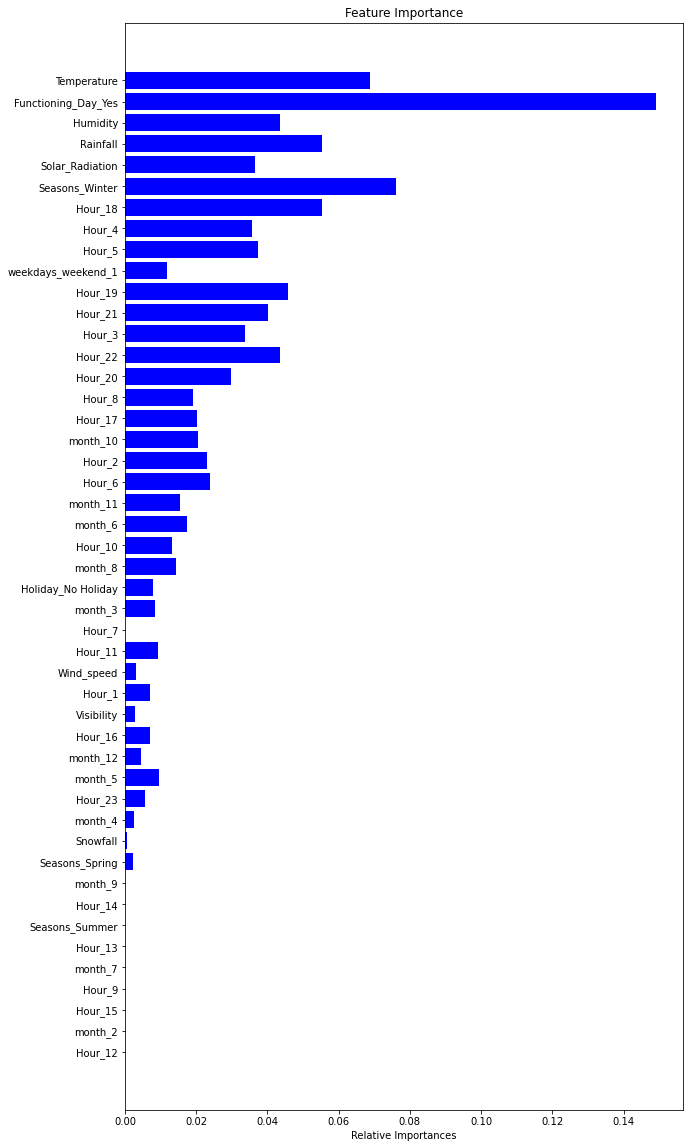 Feature Importance
Temperature
Functioning_Day_Yes
Humidity
Rainfall
Solar_Radiation
Seasons_Winter
Hour_18
Hour_4
Hour_5
weekdays_weekend_1
Hour_19
Hour_21
Hour_3
Hour_22
Hour_20
Hour_8
Hour_17
month_10
Hour_2
Hour_6
month_11
month_6
Hour_10
month_8
Holiday_No Holiday
month_3
Hour_7
Hour_11
Wind_speed
Hour_1
Visibility
Hour_16
month_12
month_5
Hour_23
month_4
Snowfall
Seasons_Spring
month_9
Hour_14
Seasons_Summer
Hour_13
month_7
Hour_9
Hour_15
month_2
Hour_12
0.00 0.02 0.04 0.06 0.08 0.10 0.12 0.14
Relative Importances